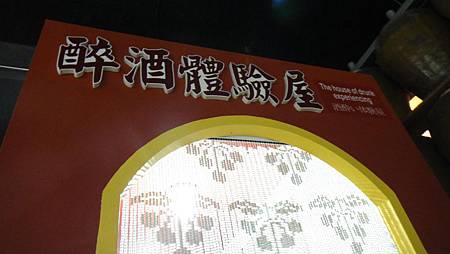 醉酒體驗屋
The house of drunk
experiencing